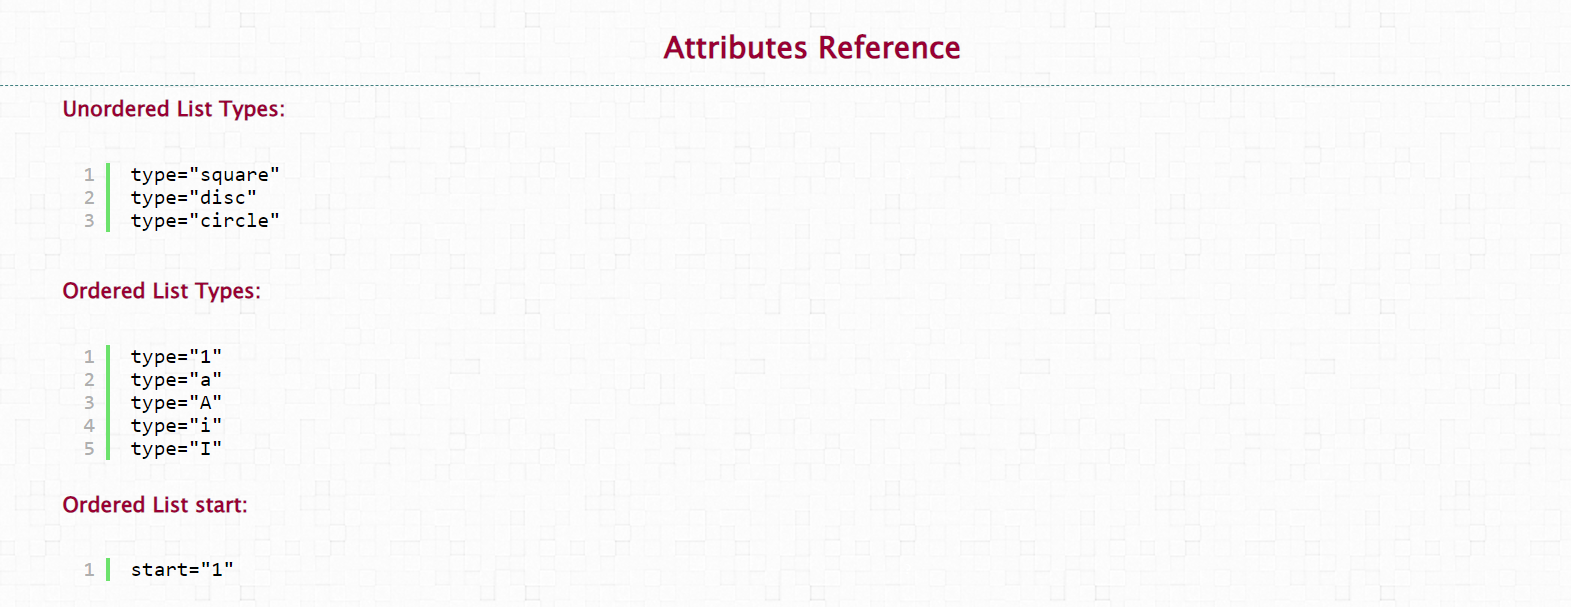 Attributes Reference
Unordered List Types:
1 type="square"
2 type="disc"
3 type="circle"
Ordered List Types:
1 type="1"
2 type="a"
3 type="A"
4 type="i"
5 type="I"
Ordered List start:
1 start="1"